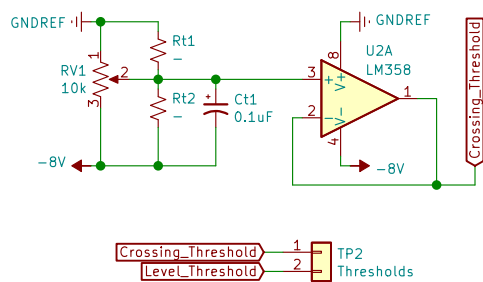 GNDREF
GNDREF
Rt1
-
U2A
LM358
8
1
RV1
10k
2
3
3
+
V+
1
Rt2
-
Ct1
+
0.1uF
2
-
V-
4
-8V
-8V
Crossing_Threshold
Crossing_Threshold
1
TP2
Level_Threshold
2
Thresholds